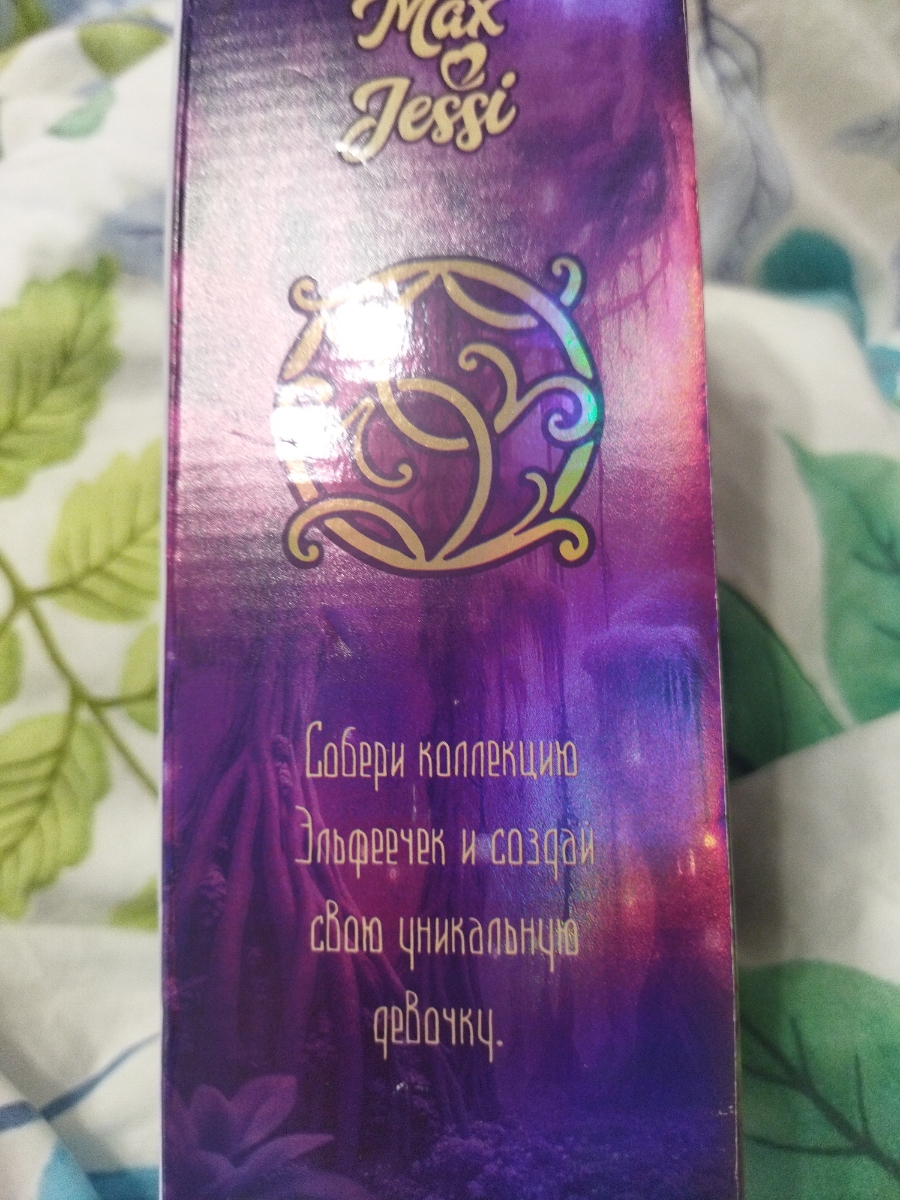 Max
Jessi
Собери коллекцию
Эльфеечек и создай
свою уникальную
девочку.